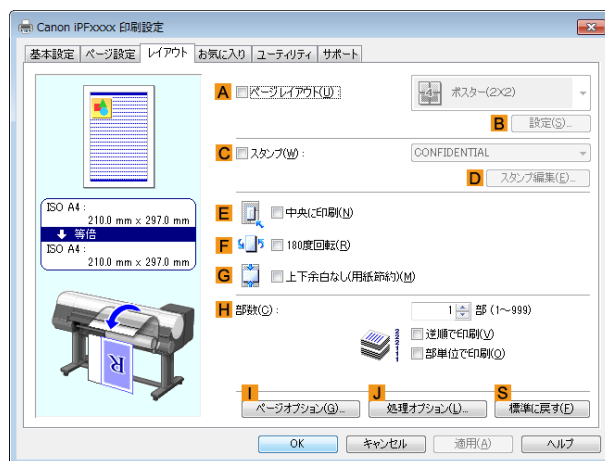 Canon iPFxxxx 印刷設定
基本設定 ページ設定 レイアウト お気に入り ユーティリティ サポート
A ページレイアウト(U):
4 ポスター(2×2)
B 設定(S)...
C スタンプ(W): CONFIDENTIAL
D スタンプ編集(E)...
ISO A4 :
210.0 mm x 297.0 mm
等倍
ISO A4 :
210.0 mm x 297.0 mm
E 中央に印刷(N)
F 180度回転(R)
G 上下余白なし(用紙節約)(M)
H 部数(C): 1 部 (1~999)
逆順で印刷(V)
部単位で印刷(O)
R
I ページオプション(G)...
J 処理オプション(L)...
S 標準に戻す(F)
OK キャンセル 適用(A) ヘルプ